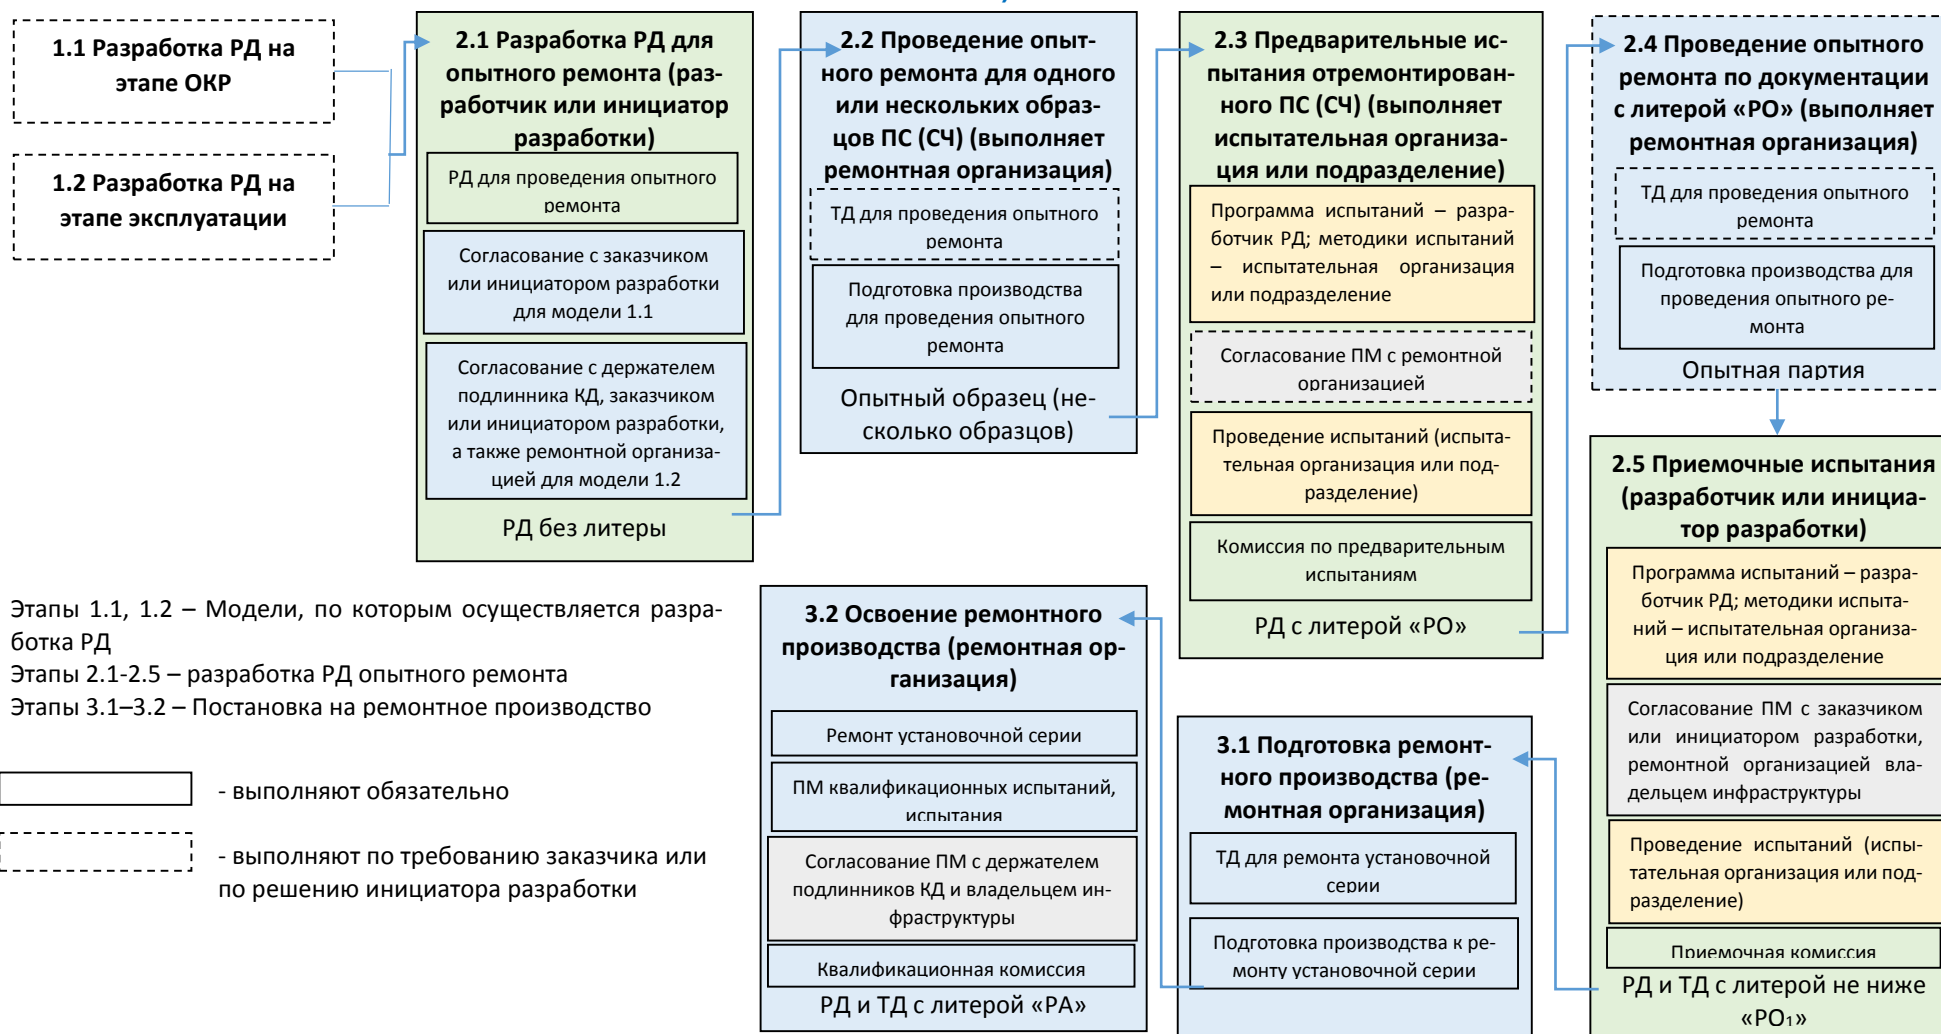 1.1 Разработка РД на
этапе ОКР
1.2 Разработка РД на
этапе эксплуатации
2.1 Разработка РД для
опытного ремонта (раз-
работчик или инициатор
разработки)
РД для проведения опытного
ремонта
Согласование с заказчиком
или инициатором разработки
для модели 1.1
Согласование с держателем
подлинника КД, заказчиком
или инициатором разработки,
а также ремонтной организа-
цией для модели 1.2
РД без литеры
2.2 Проведение опыт-
ного ремонта для одного
или нескольких образ-
цов ПС (СЧ) (выполняет
ремонтная организация)
ТД для проведения опытного
ремонта
Подготовка производства
для проведения опытного
ремонта
Опытный образец (не-
сколько образцов)
2.3 Предварительные ис-
пытания отремонтирован-
ного ПС (СЧ) (выполняет
испытательная организа-
ция или подразделение)
Программа испытаний – разра-
ботчик РД; методики испытаний
– испытательная организация
или подразделение
Согласование ПМ с ремонтной
организацией
Проведение испытаний (испыта-
тельная организация или под-
разделение)
Комиссия по предварительным
испытаниям
РД с литерой «РО»
2.4 Проведение опытного
ремонта по документации
с литерой «РО» (выполняет
ремонтная организация)
ТД для проведения опытного
ремонта
Подготовка производства для
проведения опытного ре-
монта
Опытная партия
2.5 Приемочные испытания
(разработчик или инициа-
тор разработки)
Программа испытаний – разра-
ботчик РД; методики испыта-
ний – испытательная организа-
ция или подразделение
Согласование ПМ с заказчиком
или инициатором разработки,
ремонтной организацией вла-
дельцем инфраструктуры
Проведение испытаний (испы-
тательная организация или под-
разделение)
Приемочная комиссия
РД и ТД с литерой не ниже
«РО₁»
3.1 Подготовка ремонт-
ного производства (ре-
монтная организация)
ТД для ремонта установочной
серии
Подготовка производства к ре-
монту установочной серии
3.2 Освоение ремонтного
производства (ремонтная ор-
ганизация)
Ремонт установочной серии
ПМ квалификационных испытаний,
испытания
Согласование ПМ с держателем
подлинников КД и владельцем ин-
фраструктуры
Квалификационная комиссия
РД и ТД с литерой «РА»
Этапы 1.1, 1.2 – Модели, по которым осуществляется разра-
ботка РД
Этапы 2.1-2.5 – разработка РД опытного ремонта
Этапы 3.1–3.2 – Постановка на ремонтное производство
- выполняют обязательно
- выполняют по требованию заказчика или
по решению инициатора разработки